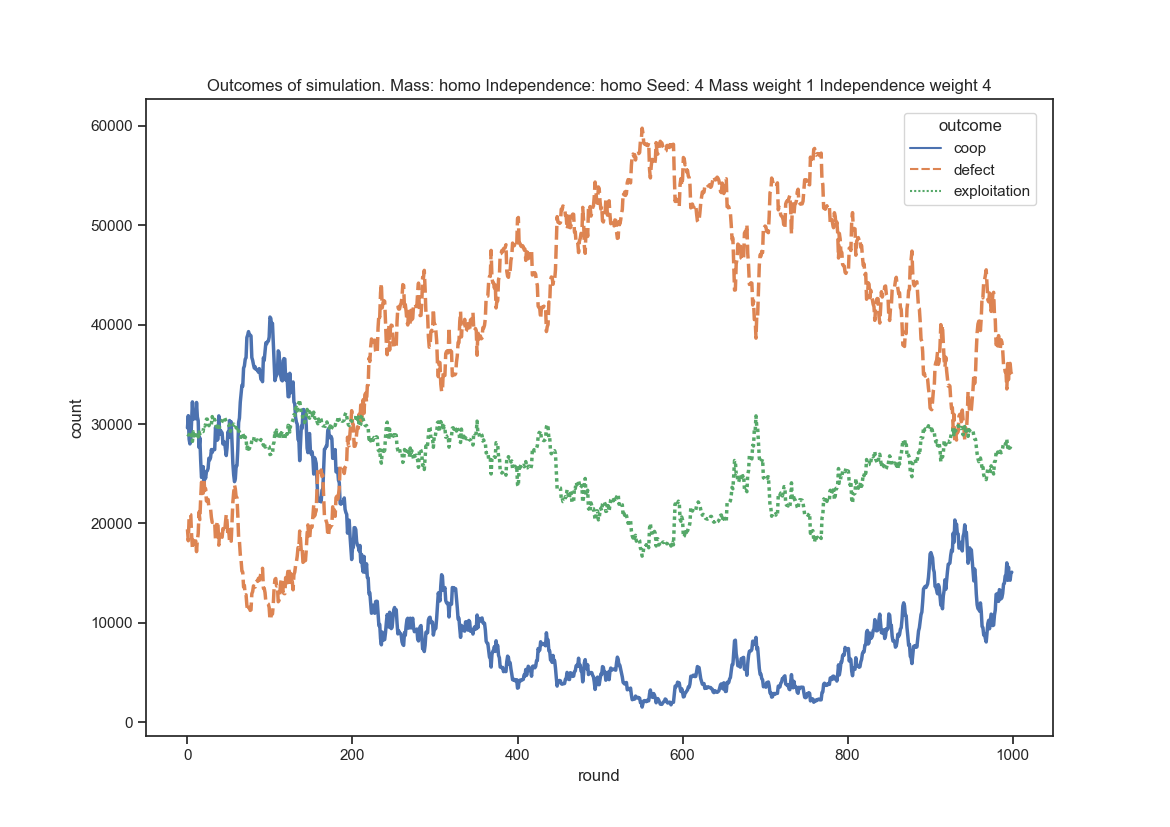 Outcomes of simulation. Mass: homo Independence: homo Seed: 4 Mass weight 1 Independence weight 4
outcome
coop
defect
exploitation
60000
50000
40000
30000
20000
10000
0
count
0 200 400 600 800 1000
round